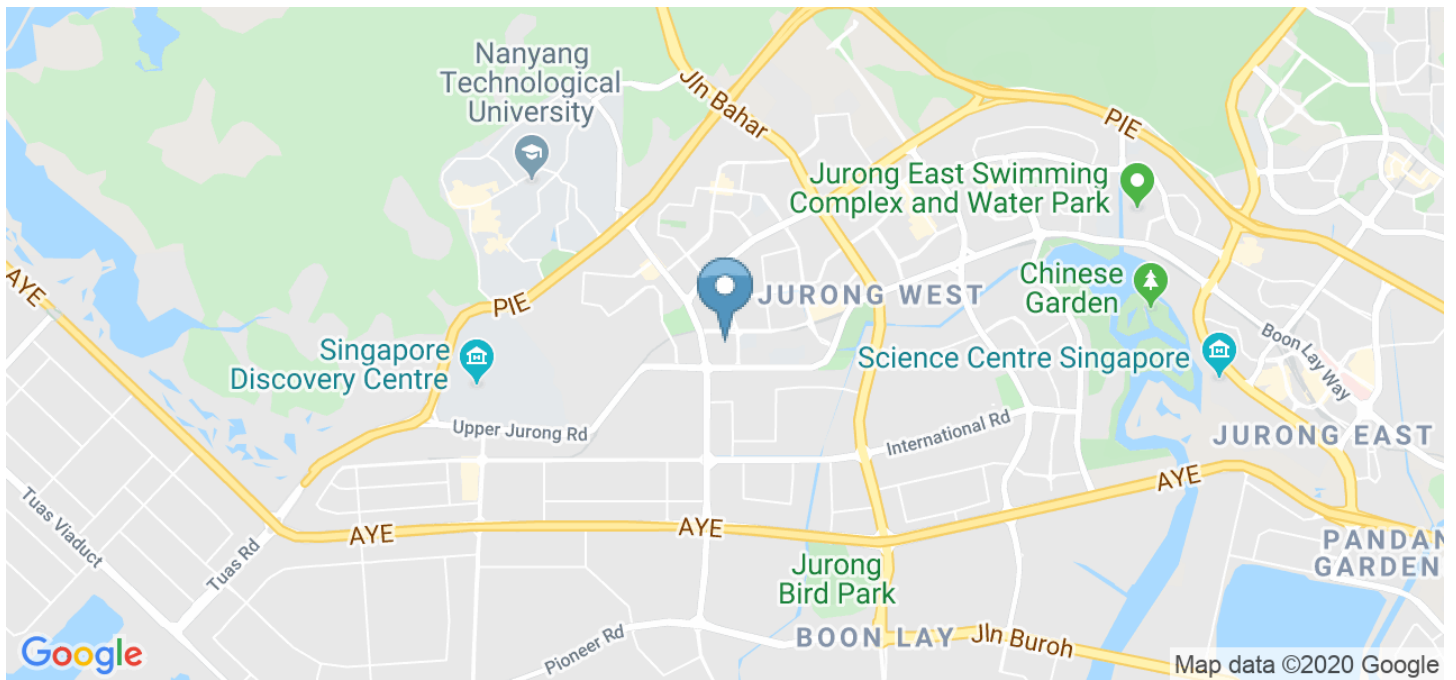 Nanyang
Technological
University
Jln Bahar
PIE
Jurong East Swimming
Complex and Water Park
AYE
PIE
JURONG WEST
Chinese
Garden
Singapore
Discovery Centre
Science Centre Singapore
Boon Lay Way
Upper Jurong Rd
International Rd
JURONG EAST
AYE
Tuas Viaduct
Tuas Rd
AYE
AYE
PANDAN
GARDEN
Jurong
Bird Park
BOON LAY
Jln Buroh
Pioneer Rd
Google
Map data ©2020 Google